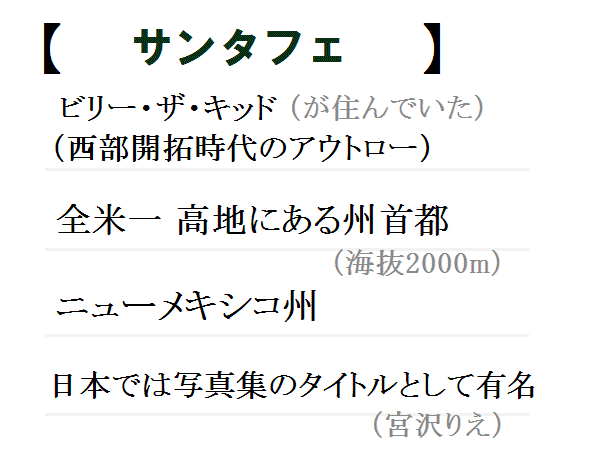 【 サンタフェ 】
ビリー・ザ・キッド（が住んでいた）
（西部開拓時代のアウトロー）
全米一 高地にある州首都
（海抜2000m）
ニューメキシコ州
日本では写真集のタイトルとして有名
（宮沢りえ）